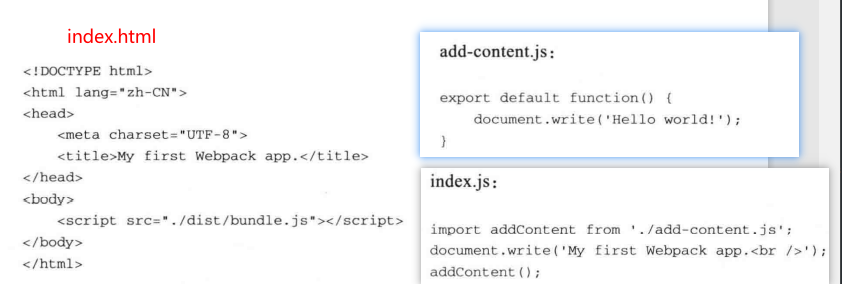 index.html
<!DOCTYPE html>
<html lang="zh-CN">
<head>
    <meta charset="UTF-8">
    <title>My first Webpack app.</title>
</head>
<body>
    <script src="./dist/bundle.js"></script>
</body>
</html>
add-content.js：
export default function() {
    document.write('Hello world!');
}
index.js：
import addContent from './add-content.js';
document.write('My first Webpack app.<br />');
addContent();